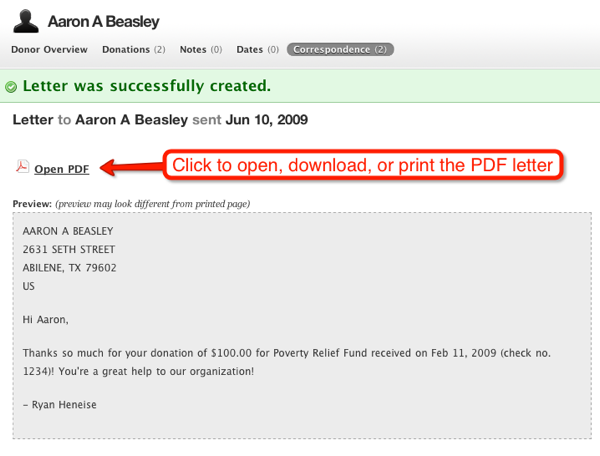 Aaron A Beasley
Donor Overview Donations (2) Notes (0) Dates (0) Correspondence (2)
Letter was successfully created.
Letter to Aaron A Beasley sent Jun 10, 2009
Open PDF Click to open, download, or print the PDF letter
Preview: (preview may look different from printed page)
AARON A BEASLEY
2631 SETH STREET
ABILENE, TX 79602
US
Hi Aaron,
Thanks so much for your donation of $100.00 for Poverty Relief Fund received on Feb 11, 2009 (check no.
1234)! You're a great help to our organization!
- Ryan Heneise